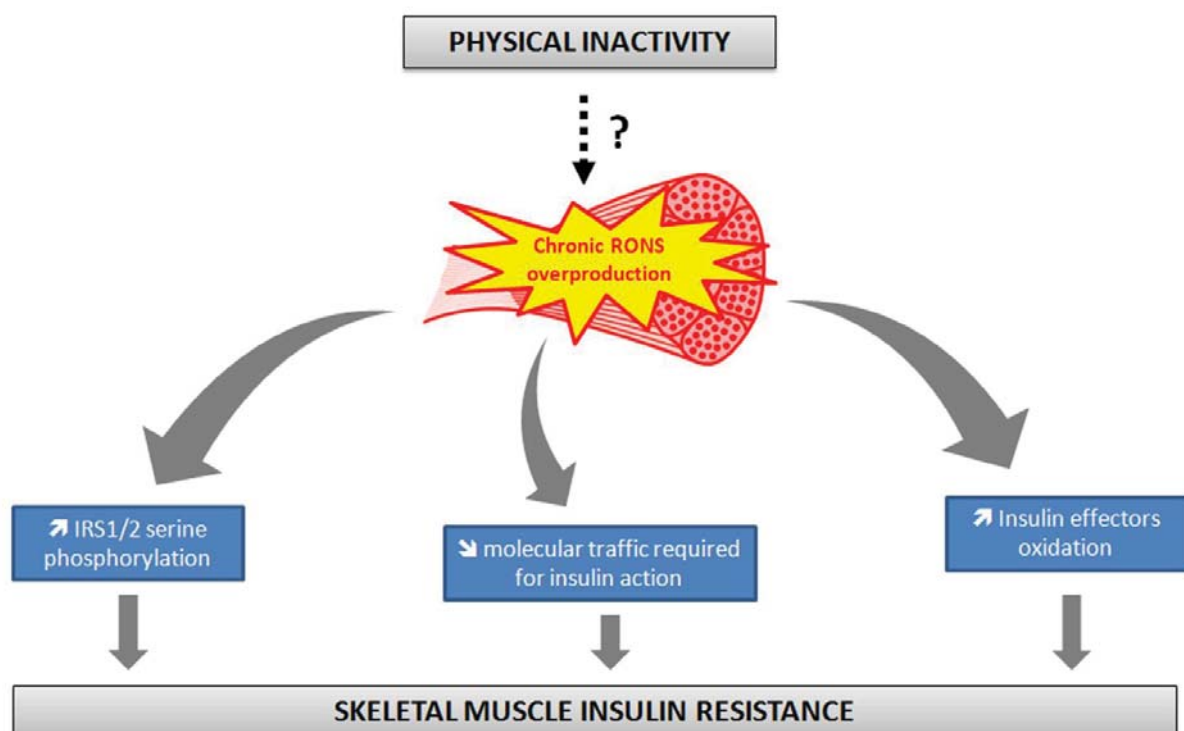 PHYSICAL INACTIVITY
?
Chronic RONS
overproduction
↗ IRS1/2 serine
phosphorylation
↘ molecular traffic required
for insulin action
↗ Insulin effectors
oxidation
SKELETAL MUSCLE INSULIN RESISTANCE